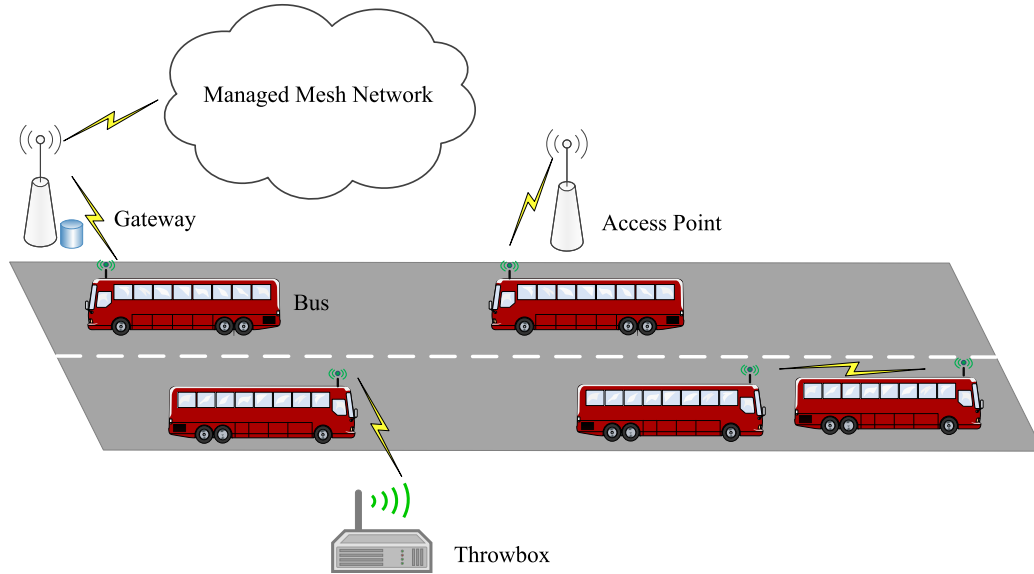 Managed Mesh Network
Gateway
Access Point
Bus
Throwbox